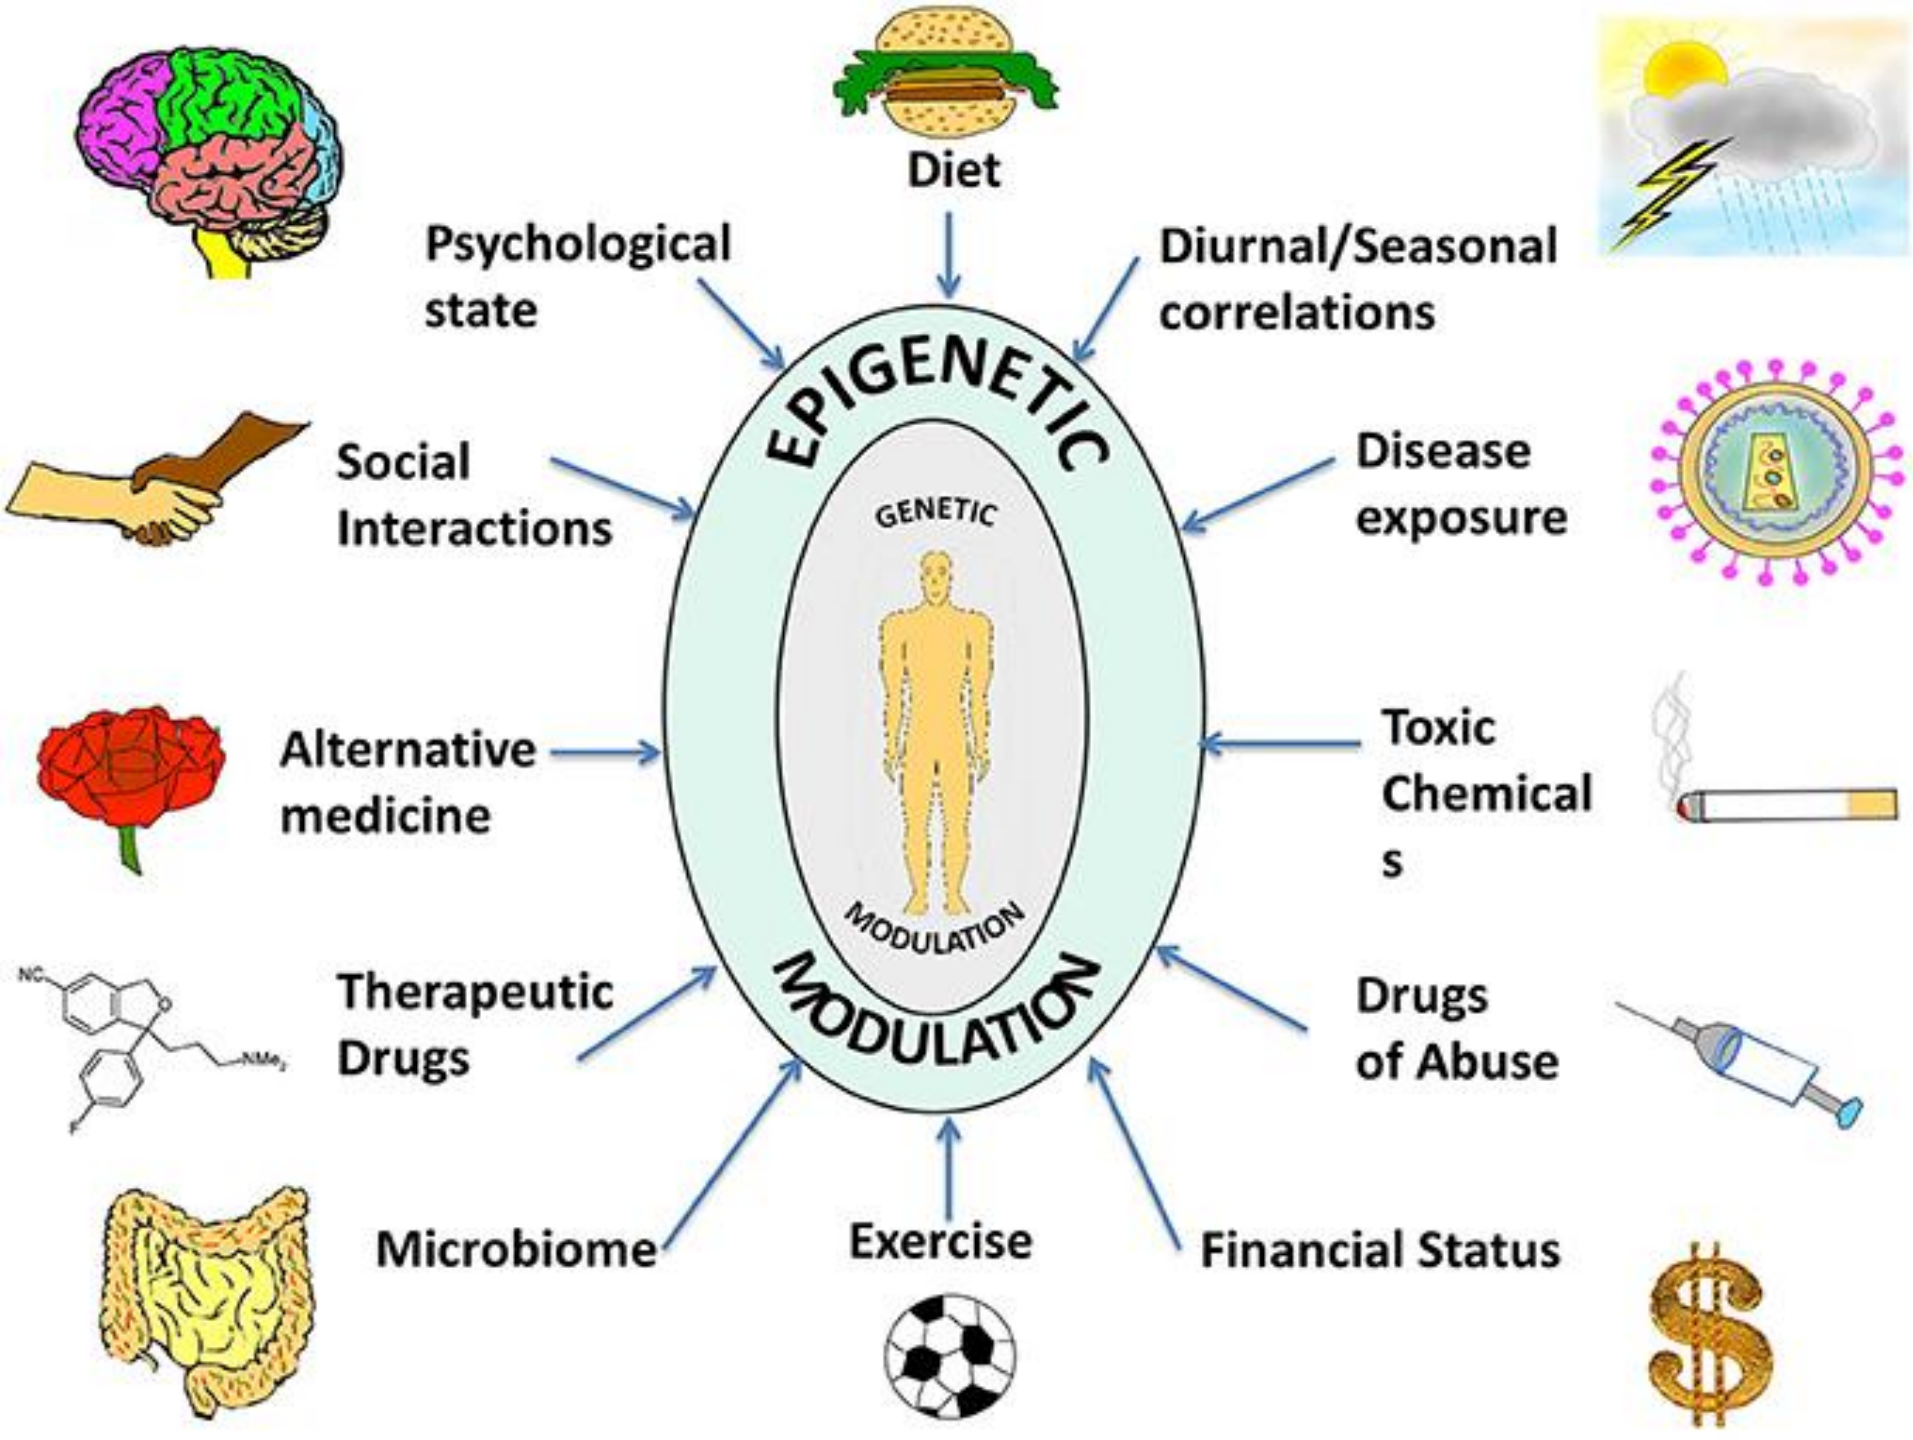 Diet
Psychological
state
Diurnal/Seasonal
correlations
EPIGENETIC
Social
Interactions
GENETIC
Disease
exposure
Alternative
medicine
Toxic
Chemical
s
MODULATION
MODULATION
Therapeutic
Drugs
NC
O
NMe2
F
Drugs
of Abuse
Microbiome
Exercise
Financial Status
$